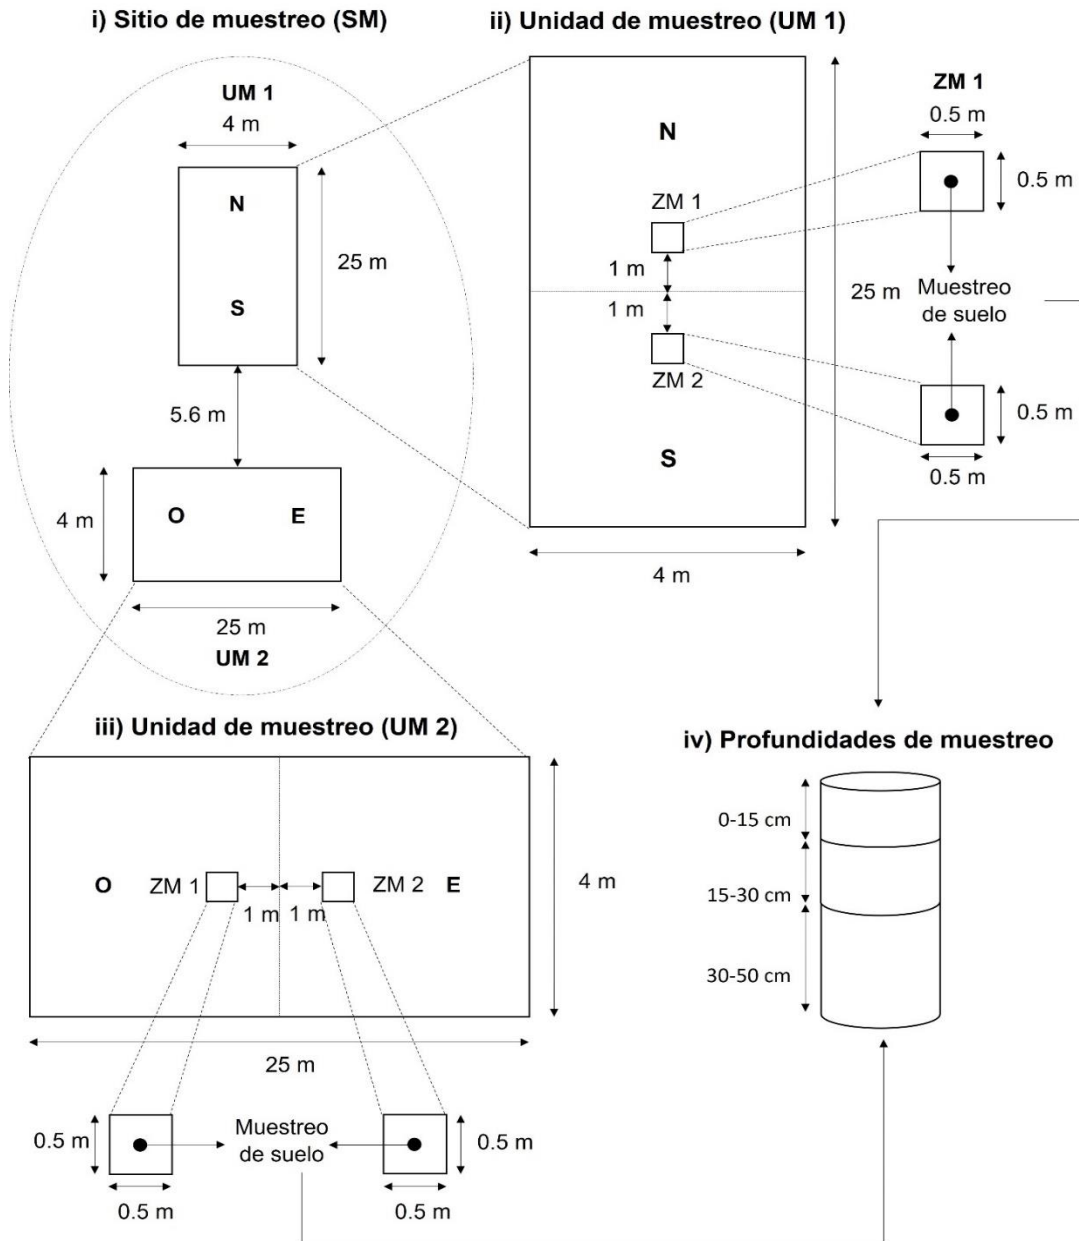 i) Sitio de muestreo (SM)
UM 1
4 m
N
S
25 m
5.6 m
4 m
O
E
25 m
UM 2
ii) Unidad de muestreo (UM 1)
N
ZM 1
1 m
1 m
ZM 2
S
25 m
4 m
ZM 1
0.5 m
0.5 m
Muestreo
de suelo
0.5 m
0.5 m
iii) Unidad de muestreo (UM 2)
O
ZM 1
1 m
1 m
ZM 2
E
4 m
25 m
0.5 m
Muestreo
de suelo
0.5 m
0.5 m
0.5 m
iv) Profundidades de muestreo
0-15 cm
15-30 cm
30-50 cm